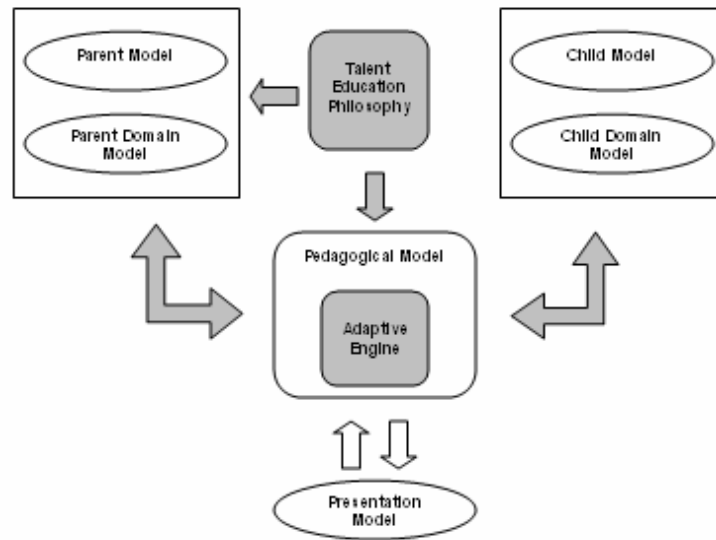 Parent Model
Parent Domain
Model
Talent
Education
Philosophy
Child Model
Child Domain
Model
Pedagogical Model
Adaptive
Engine
Presentation
Model